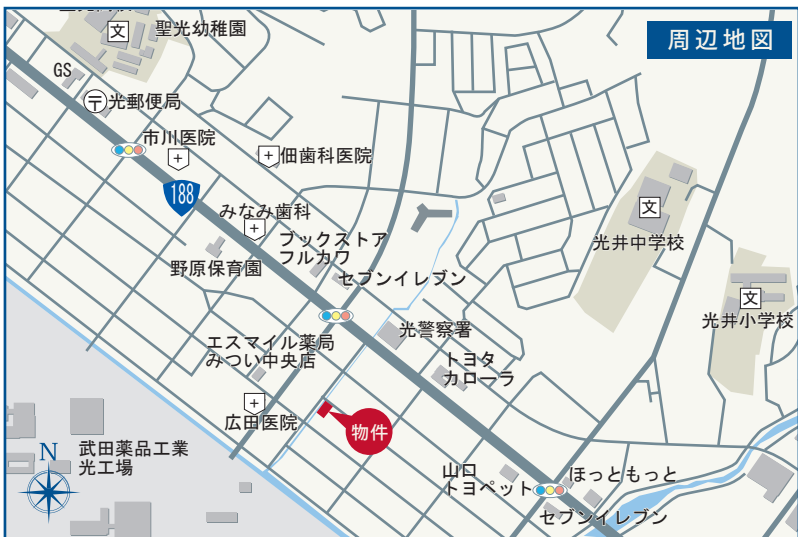 周辺地図
文
聖光幼稚園
GS
〒光郵便局
市川医院
佃歯科医院
188
みなみ歯科
野原保育園
ブックストア
フルカワ
セブンイレブン
文
光井中学校
文
光井小学校
光警察署
エスマイル薬局
みつい中央店
トヨタ
カローラ
広田医院
物件
武田薬品工業
光工場
N
山口
トヨペット
ほっともっと
セブンイレブン